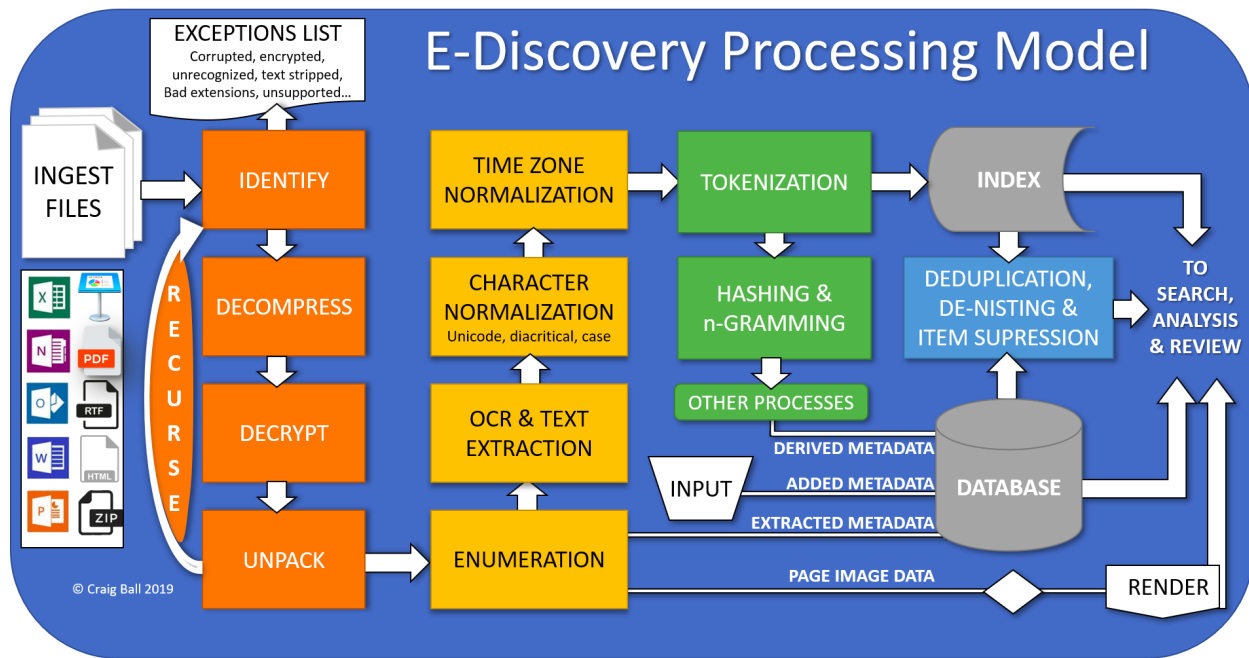 E-Discovery Processing Model
EXCEPTIONS LIST
Corrupted, encrypted,
unrecognized, text stripped,
Bad extensions, unsupported...
INGEST
FILES
IDENTIFY
DECOMPRESS
DECRYPT
UNPACK
RECURSE
X
N
PDF
O
RTF
W
HTML
P
ZIP
© Craig Ball 2019
TIME ZONE
NORMALIZATION
CHARACTER
NORMALIZATION
Unicode, diacritical, case
OCR & TEXT
EXTRACTION
ENUMERATION
TOKENIZATION
HASHING &
n-GRAMMING
OTHER PROCESSES
INPUT
DERIVED METADATA
ADDED METADATA
EXTRACTED METADATA
PAGE IMAGE DATA
INDEX
DEDUPLICATION,
DE-NISTING &
ITEM SUPRESSION
DATABASE
TO
SEARCH,
ANALYSIS
& REVIEW
RENDER